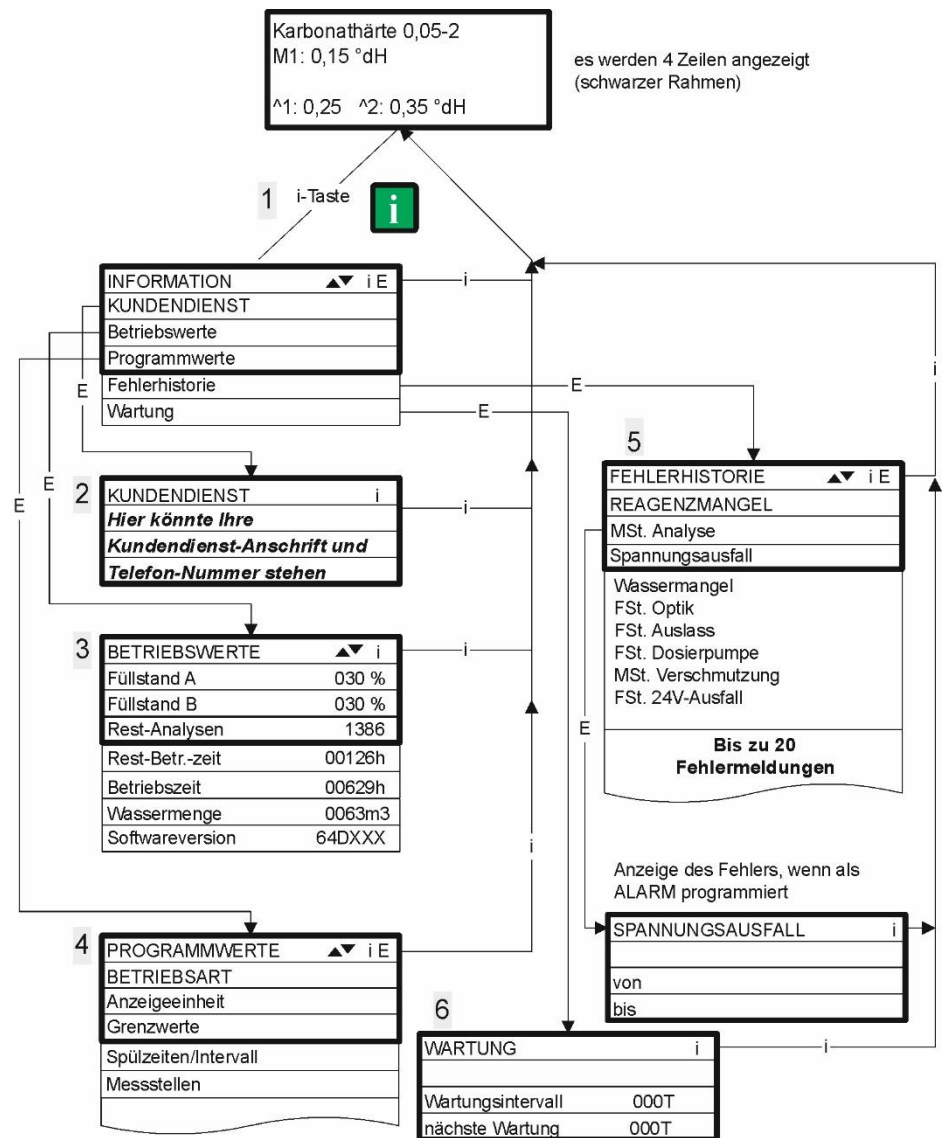 Karbonathärte 0,05-2
M1: 0,15 °dH
^1: 0,25 ^2: 0,35 °dH
es werden 4 Zeilen angezeigt
(schwarzer Rahmen)
1 i-Taste
i
INFORMATION ▲▼ i E
KUNDENDIENST
Betriebswerte
Programmwerte
Fehlerhistorie
Wartung
i
E
E
E
E
E
i
2
KUNDENDIENST i
Hier könnte Ihre
Kundendienst-Anschrift und
Telefon-Nummer stehen
i
3
BETRIEBSWERTE ▲▼ i
Füllstand A 030 %
Füllstand B 030 %
Rest-Analysen 1386
Rest-Betr.-zeit 00126h
Betriebszeit 00629h
Wassermenge 0063m3
Softwareversion 64DXXX
i
i
4
PROGRAMMWERTE ▲▼ i E
BETRIEBSART
Anzeigeeinheit
Grenzwerte
Spülzeiten/Intervall
Messstellen
5
FEHLERHISTORIE ▲▼ i E
REAGENZMANGEL
MSt. Analyse
Spannungsausfall
Wassermangel
FSt. Optik
FSt. Auslass
FSt. Dosierpumpe
MSt. Verschmutzung
FSt. 24V-Ausfall
Bis zu 20
Fehlermeldungen
E
Anzeige des Fehlers, wenn als
ALARM programmiert
SPANNUNGSAUSFALL i
von
bis
6
WARTUNG i
Wartungsintervall 000T
nächste Wartung 000T
i